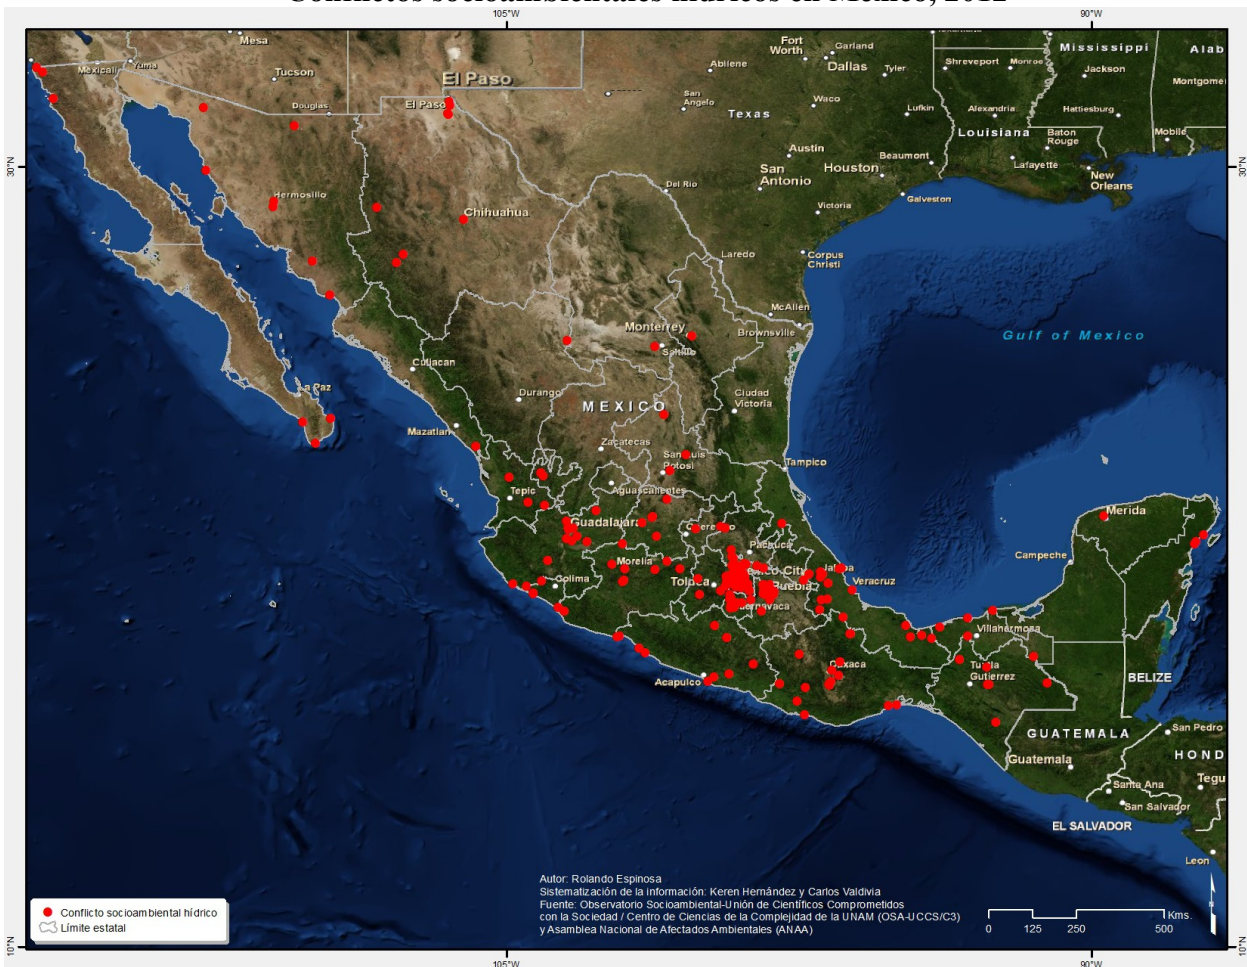 Conflictos socioambientales hídricos en México, 2012
105°W
90°W
Mesa
Fort
Worth
Garland
Mississippi
Alab
Mexicali
Yuma
Tucson
El Paso
Abilene
Dallas
Tyler
Shreveport
Monroe
Jackson
Montgome
Douglas
El Paso
San
Angelo
Waco
Texas
Lufkin
Alexandria
Hattiesburg
Louisiana
Baton
Rouge
Mobile
30°N
30°N
Austin
San
Antonio
Houston
Beaumont
Lafayette
New
Orleans
Del Rio
Hermosillo
Victoria
Galveston
Chihuahua
Laredo
Corpus
Christi
McAllen
Monterrey
Brownsville
Gulf of Mexico
Saltillo
Culiacan
La Paz
Durango
MEXICO
Ciudad
Victoria
Mazatlan
Zacatecas
San Luis
Potosi
Tampico
Tepic
Aguascalientes
Guadalajara
Merida
Pachuca
Campeche
Morelia
Colima
Veracruz
Puebla
Villahermosa
Oaxaca
Tuxtla
Gutierrez
Acapulco
BELIZE
GUATEMALA
San Pedro
HOND
Guatemala
Tegu
Santa Ana
San Salvador
EL SALVADOR
Leon
Autor: Rolando Espinosa
Sistematización de la información: Keren Hernández y Carlos Valdivia
Fuente: Observatorio Socioambiental-Unión de Científicos Comprometidos
con la Sociedad / Centro de Ciencias de la Complejidad de la UNAM (OSA-UCCS/C3)
y Asamblea Nacional de Afectados Ambientales (ANAA)
Conflicto socioambiental hídrico
Límite estatal
Kms.
0 125 250 500
N
10°N
10°N
105°W
90°W